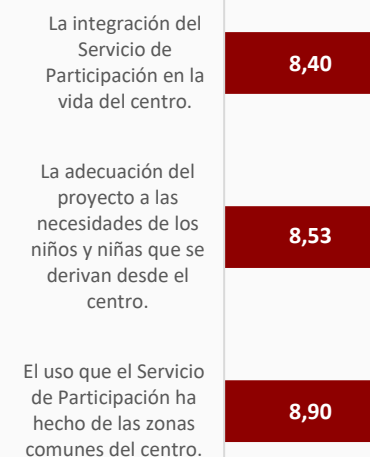 La integración del
Servicio de
Participación en la
vida del centro.
8,40
La adecuación del
proyecto a las
necesidades de los
niños y niñas que se
derivan desde el
centro.
8,53
El uso que el Servicio
de Participación ha
hecho de las zonas
comunes del centro.
8,90